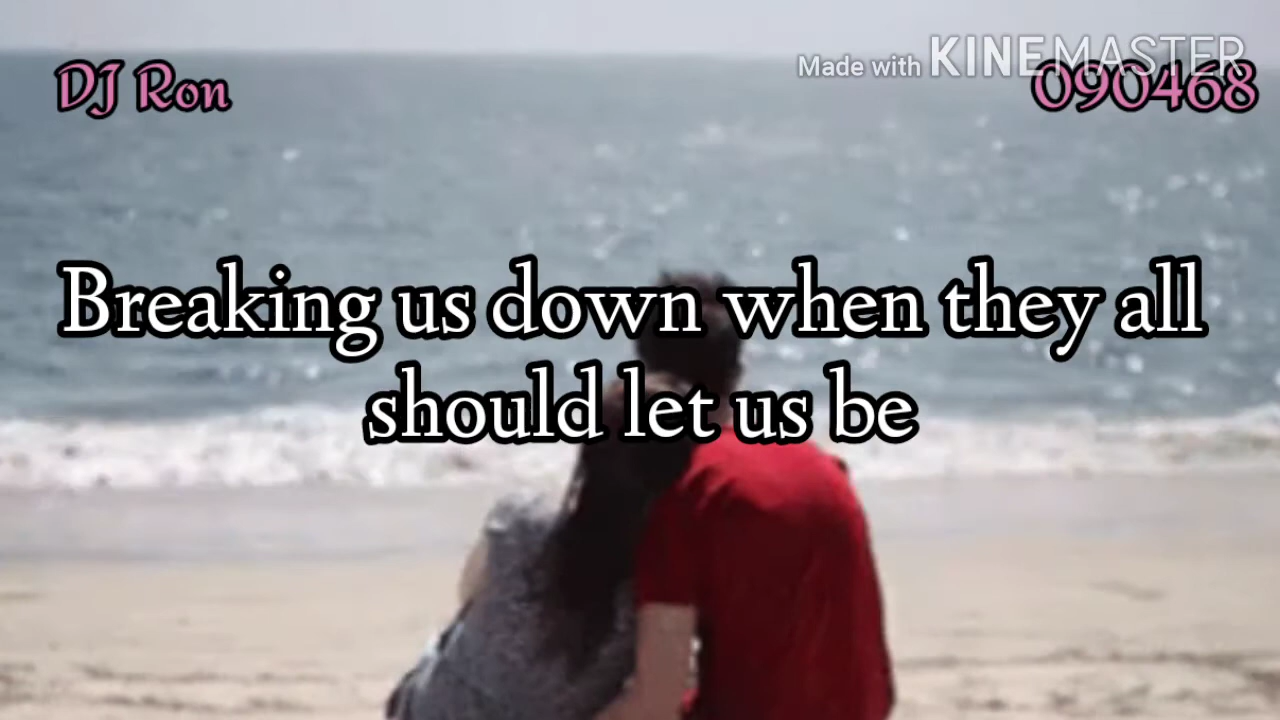 DJ Ron
Made with KINEMASTER
090468
Breaking us down when they all
should let us be